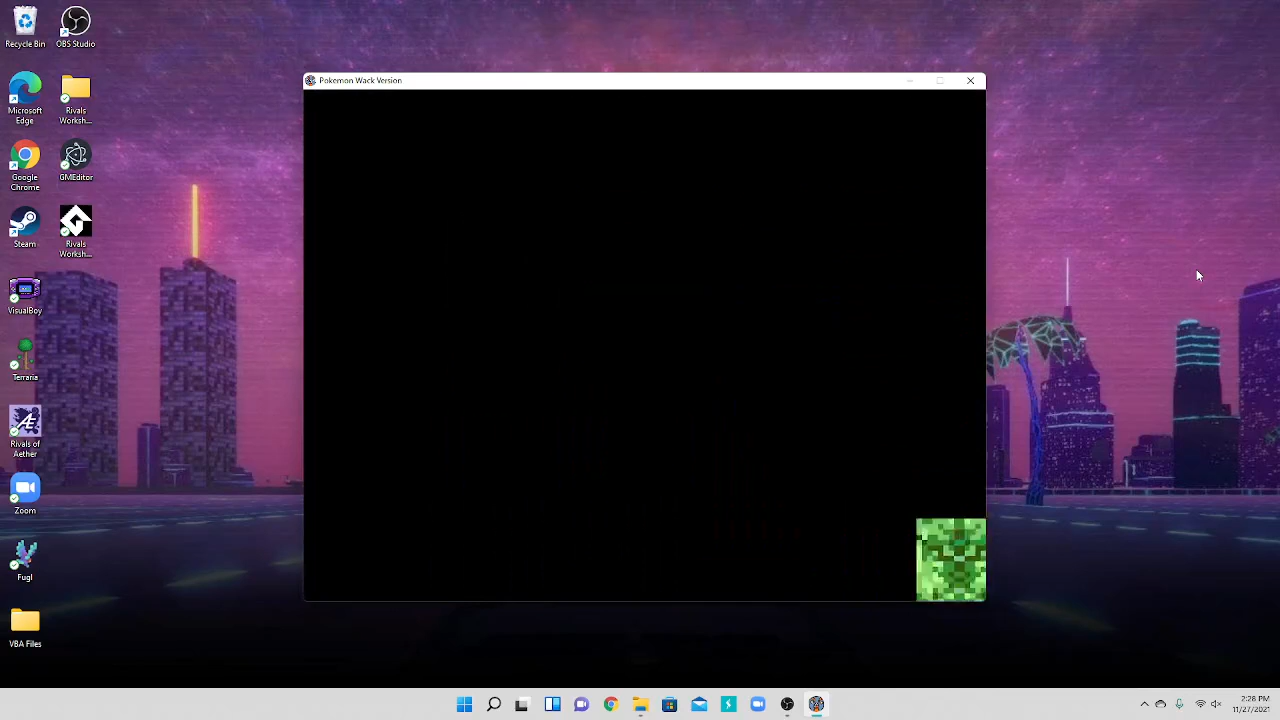 Recycle Bin
OBS Studio
Pokemon Wack Version
Microsoft
Edge
Rivals
Worksh...
Google
Chrome
GMEditor
Steam
Rivals
Worksh...
VisualBoy
Terraria
Rivals of
Aether
Zoom
Fugl
VBA Files
2:28 PM
11/27/2021